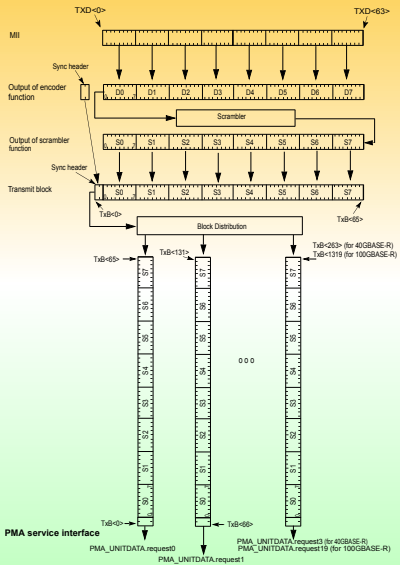 TXD<0>
TXD<63>
MII
Sync header
Output of encoder function
D0 D1 D2 D3 D4 D5 D6 D7
0 7
Scrambler
Output of scrambler function
S0 S1 S2 S3 S4 S5 S6 S7
0 7
Sync header
Transmit block
S0 S1 S2 S3 S4 S5 S6 S7
TxB<0>
TxB<65>
Block Distribution
TxB<65>
TxB<131>
TxB<263> (for 40GBASE-R)
TxB<1319 (for 100GBASE-R)
S7 S7 S7
S6 S6 S6
S5 S5 S5
S4 S4 S4
o o o
S3 S3 S3
S2 S2 S2
S1 S1 S1
S0 S0 S0
TxB<0>
TxB<66>
PMA service interface
PMA_UNITDATA.request0
PMA_UNITDATA.request1
PMA_UNITDATA.request3 (for 40GBASE-R)
PMA_UNITDATA.request19 (for 100GBASE-R)